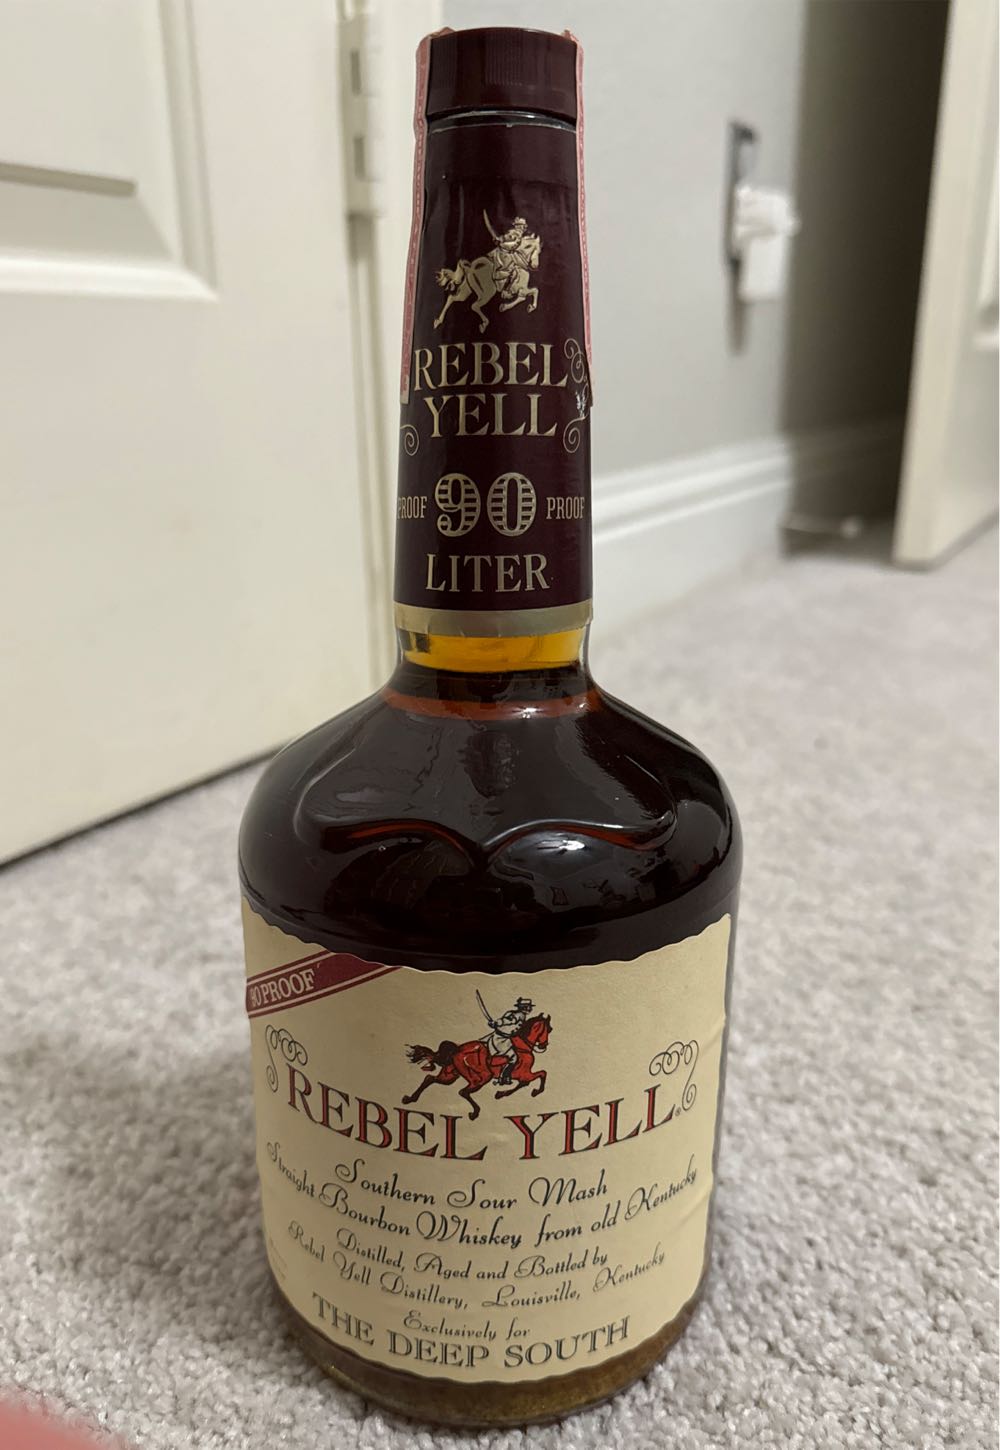 REBEL
YELL
PROOF 90 PROOF
LITER
90 PROOF
REBEL YELL®
Southern Sour Mash
Straight Bourbon Whiskey from old Kentucky
Distilled, Aged and Bottled by
Rebel Yell Distillery, Louisville, Kentucky
Exclusively for
THE DEEP SOUTH